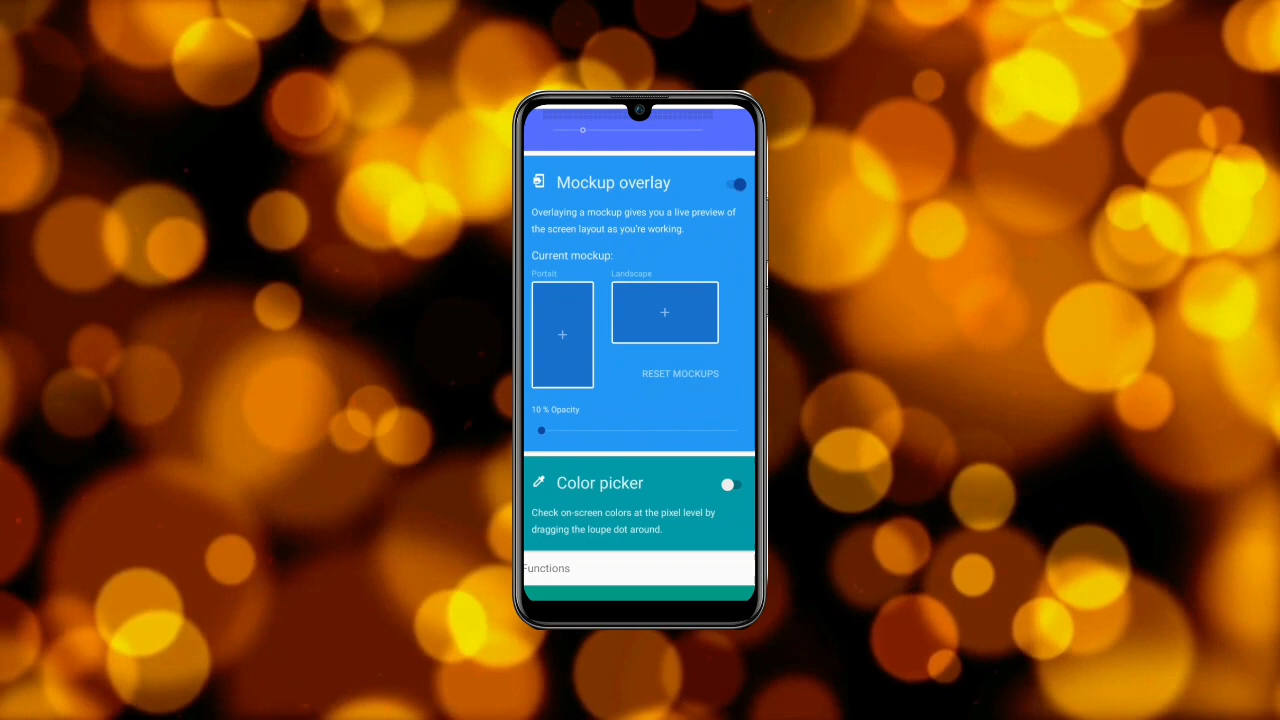 Mockup overlay
Overlaying a mockup gives you a live preview of
the screen layout as you're working.
Current mockup:
Portait
Landscape
+
+
RESET MOCKUPS
10 % Opacity
Color picker
Check on-screen colors at the pixel level by
dragging the loupe dot around.
Functions